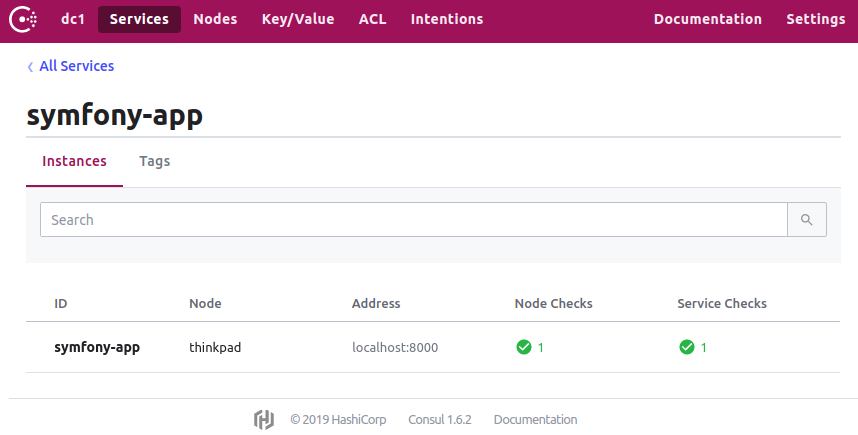 dc1 Services Nodes Key/Value ACL Intentions Documentation Settings
All Services
symfony-app
Instances Tags
Search
ID Node Address Node Checks Service Checks
symfony-app thinkpad localhost:8000 1 1
© 2019 HashiCorp Consul 1.6.2 Documentation